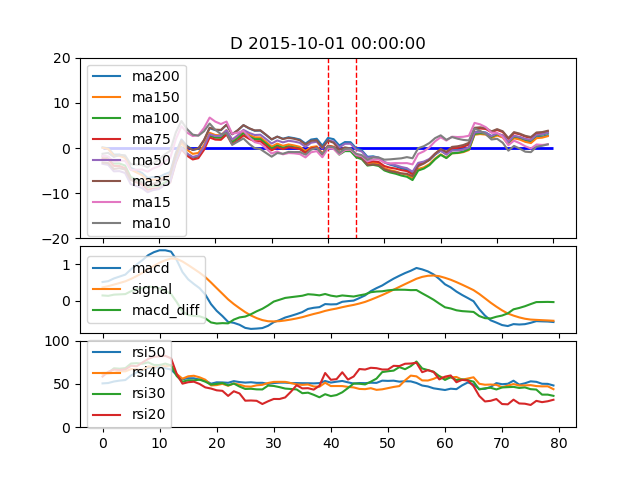 D 2015-10-01 00:00:00
20
10
0
−10
−20
ma200
ma150
ma100
ma75
ma50
ma35
ma15
ma10
1
0
macd
signal
macd_diff
100
50
0
rsi50
rsi40
rsi30
rsi20
0 10 20 30 40 50 60 70 80